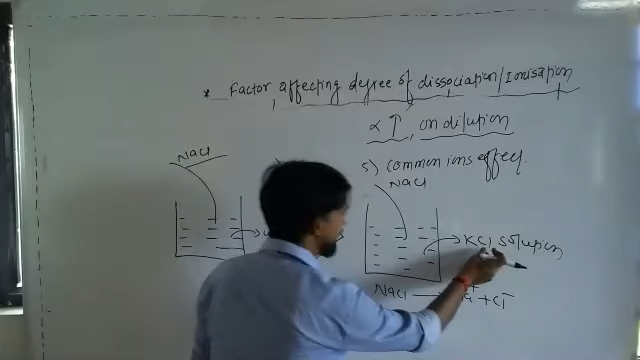 * Factor affecting degree of dissociation/Ionisation
α ↑, on dilution
5) common ions effect.
NaCl
NaCl
KCl solution
NaCl → + Cl⁻